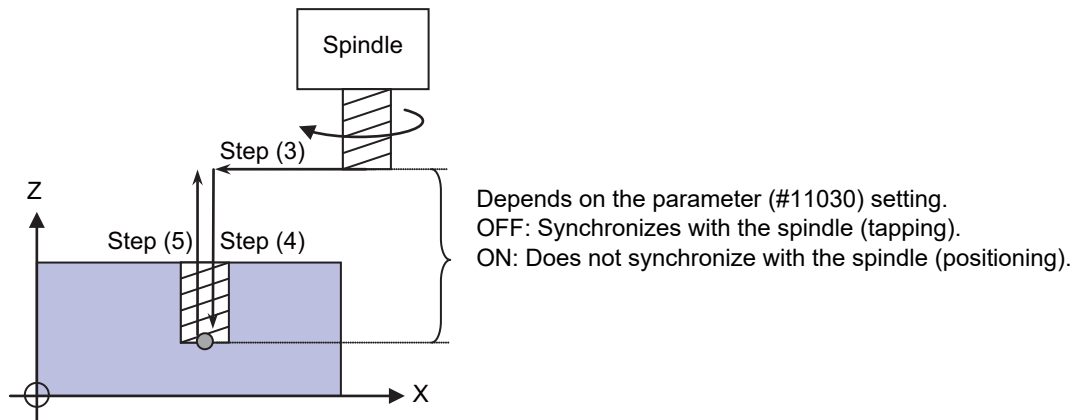 Spindle
Step (3)
Z
Step (5)
Step (4)
X
Depends on the parameter (#11030) setting.
OFF: Synchronizes with the spindle (tapping).
ON: Does not synchronize with the spindle (positioning).